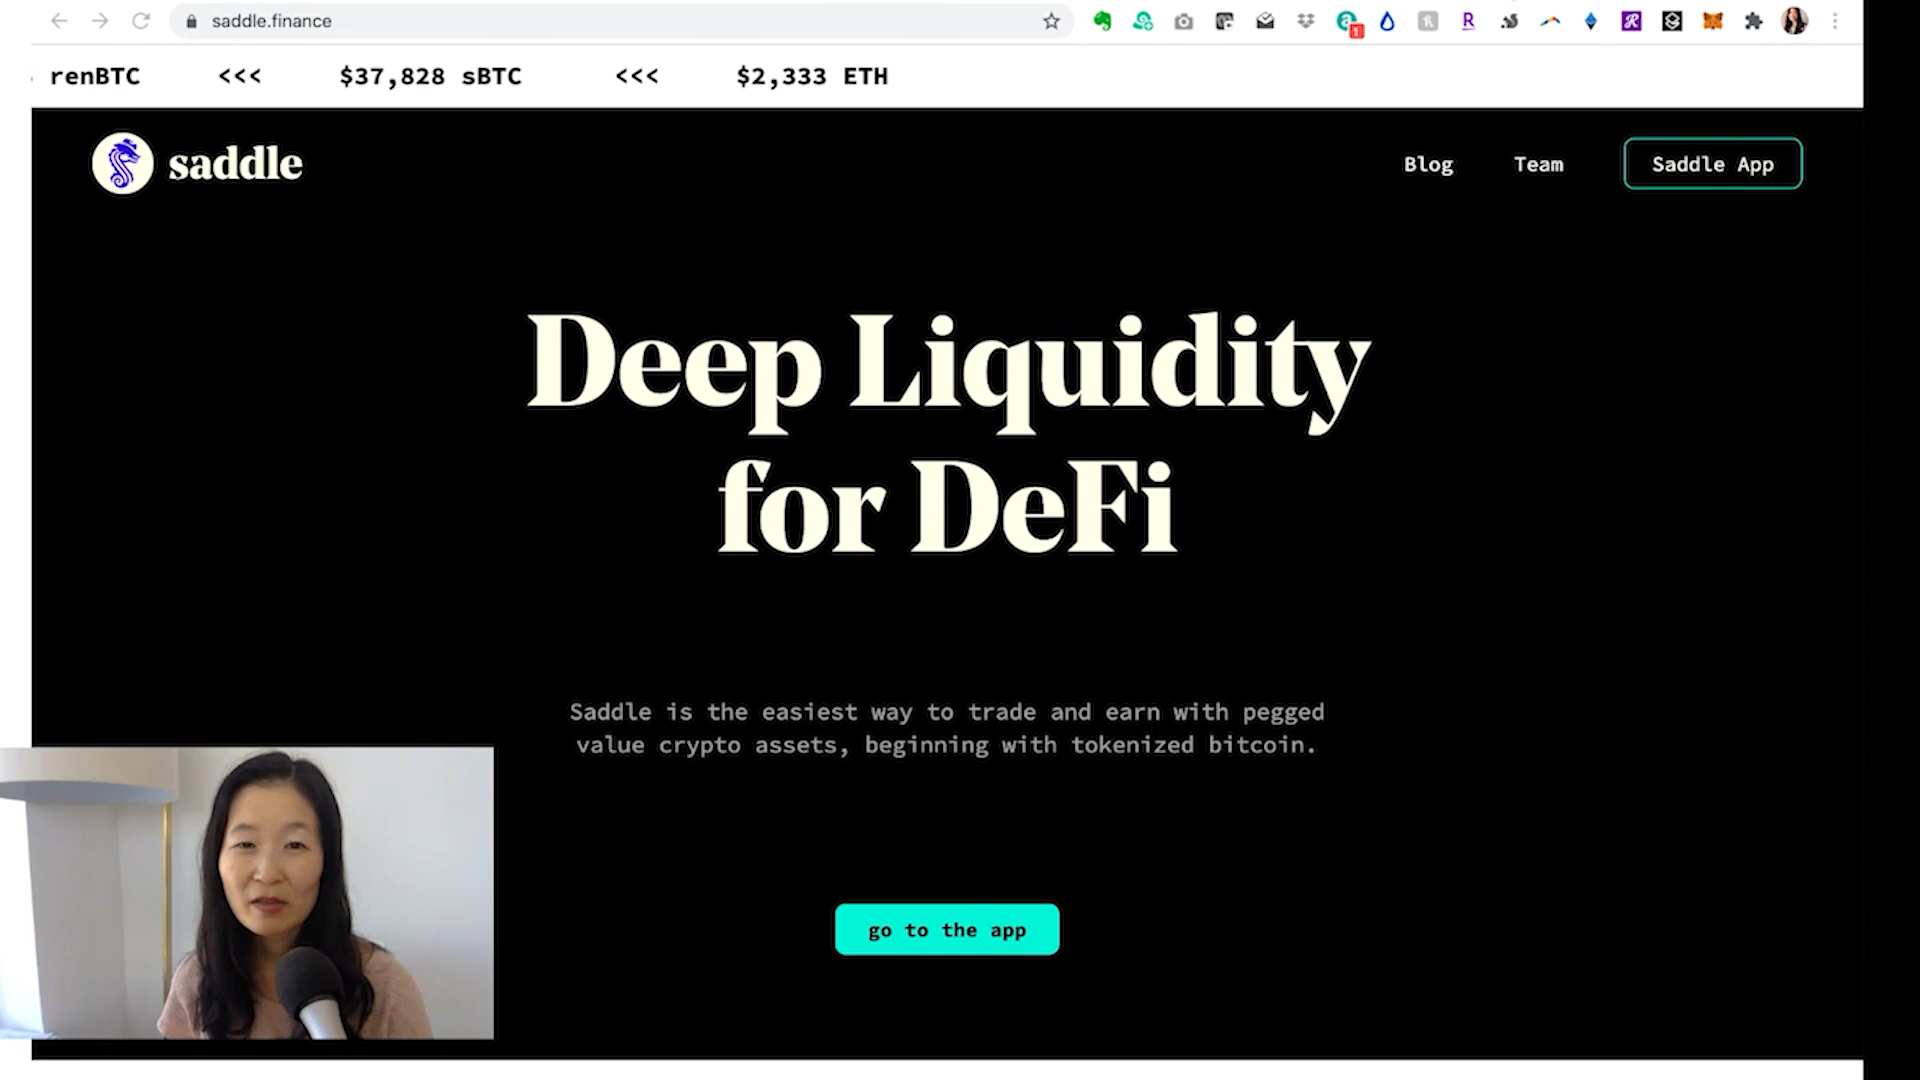 saddle.finance
renBTC <<< $37,828 sBTC <<< $2,333 ETH
saddle
Blog Team Saddle App
Deep Liquidity
for DeFi
Saddle is the easiest way to trade and earn with pegged
value crypto assets, beginning with tokenized bitcoin.
go to the app